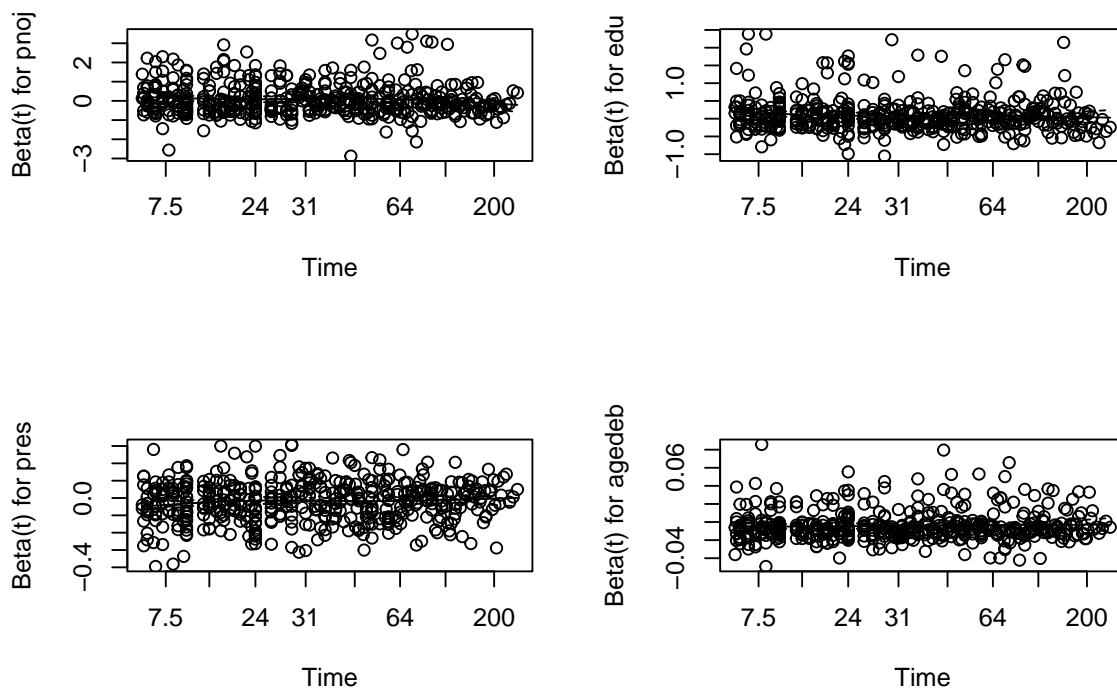 Beta(t) for pnoj
2
0
−3
7.5 24 31 64 200
Time
Beta(t) for edu
1.0
−1.0
7.5 24 31 64 200
Time
Beta(t) for pres
0.0
−0.4
7.5 24 31 64 200
Time
Beta(t) for agedeb
0.06
−0.04
7.5 24 31 64 200
Time